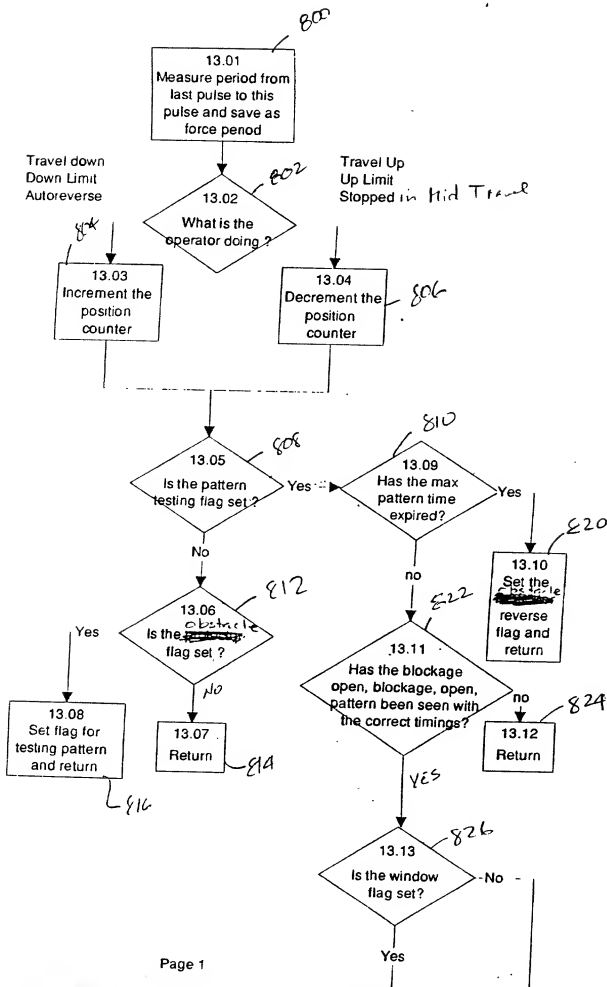 800
13.01
Measure period from
last pulse to this
pulse and save as
force period
Travel down
Down Limit
Autoreverse
802
13.02
What is the
operator doing ?
Travel Up
Up Limit
Stopped in Mid Travel
804
13.03
Increment the
position
counter
13.04
Decrement the
position
counter
806
808
13.05
Is the pattern
testing flag set ?
Yes
810
13.09
Has the max
pattern time
expired?
Yes
820
13.10
Set the
obstacle
reverse
flag and
return
No
812
13.06
obstacle
Is the
flag set ?
Yes
no
822
13.11
Has the blockage
open, blockage, open,
pattern been seen with
the correct timings?
no
824
13.12
Return
NO
13.08
Set flag for
testing pattern
and return
816
13.07
Return
814
YES
826
13.13
Is the window
flag set?
No
Yes
Page 1